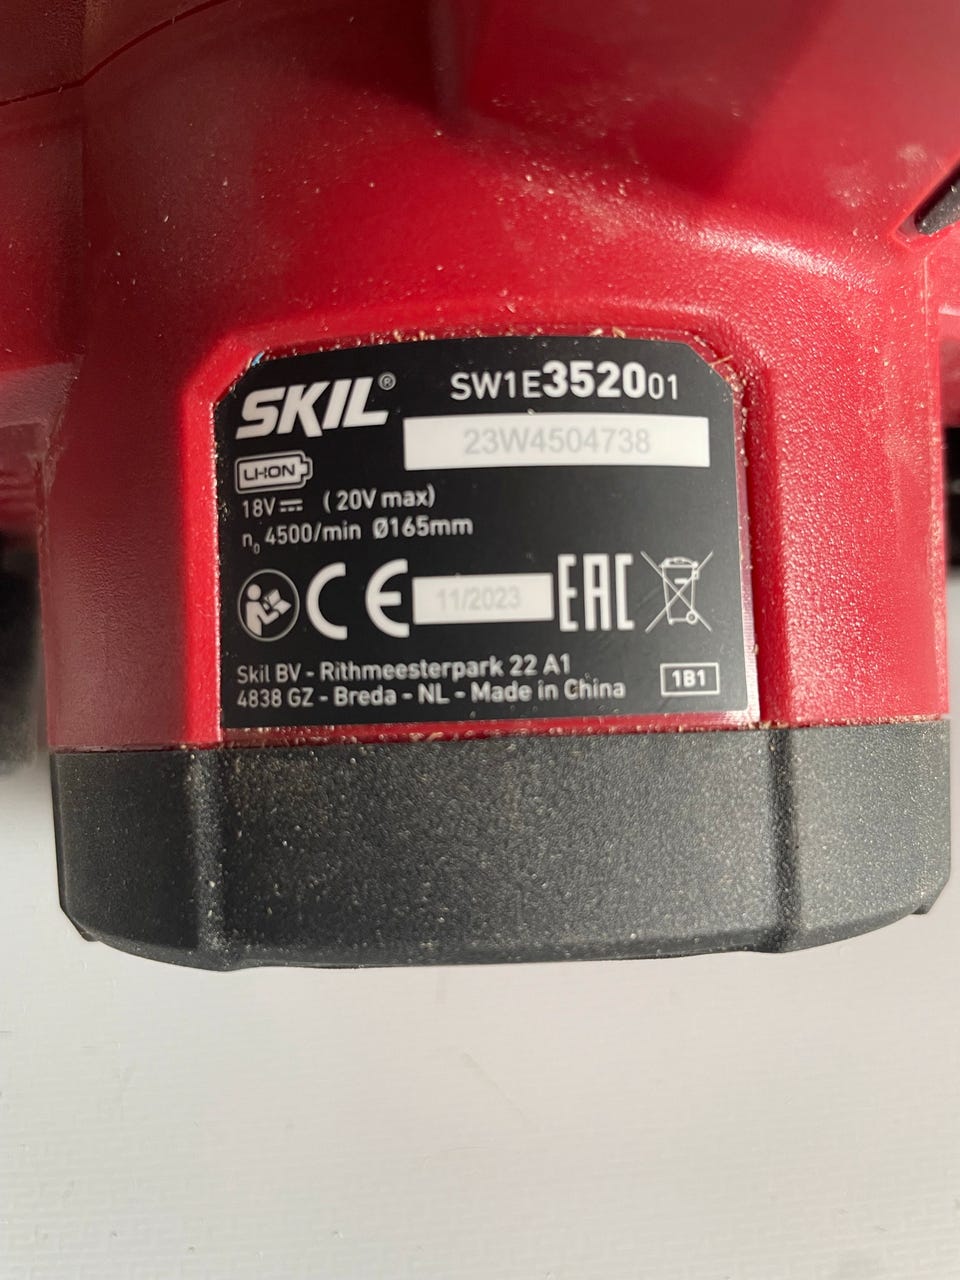 SKIL® SW1E352001
23W4504738
LI-ION
18V (20V max)
n₀ 4500/min Ø165mm
CE 11/2023 EAC
Skil BV - Rithmeesterpark 22 A1
4838 GZ - Breda - NL - Made in China
1B1